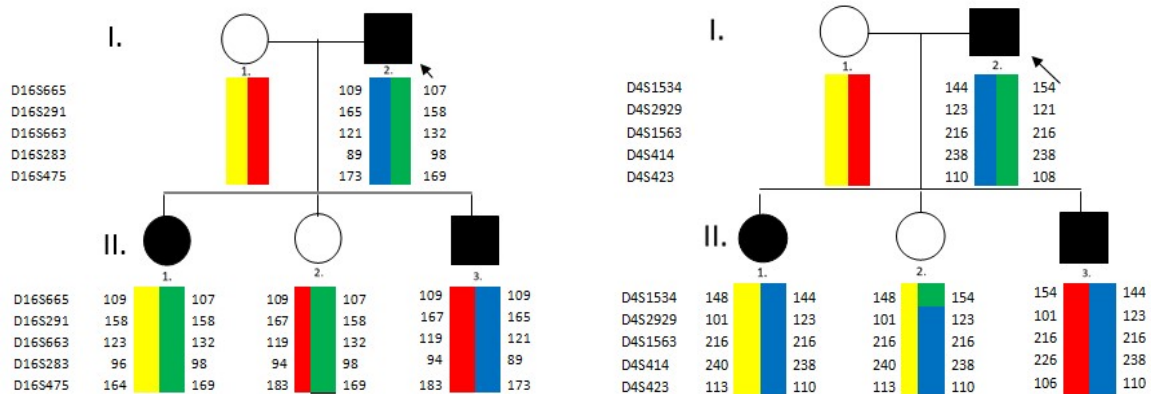 I.
1. 2.
D16S665 109 107
D16S291 165 158
D16S663 121 132
D16S283 89 98
D16S475 173 169
II.
1. 2. 3.
D16S665 109 107 109 107 109 109
D16S291 158 158 167 158 167 165
D16S663 123 132 119 132 119 121
D16S283 96 98 94 98 94 89
D16S475 164 169 183 169 183 173
I.
1. 2.
D4S1534 144 154
D4S2929 123 121
D4S1563 216 216
D4S414 238 238
D4S423 110 108
II.
1. 2. 3.
D4S1534 148 144 148 154 154 144
D4S2929 101 123 101 123 101 123
D4S1563 216 216 216 216 216 216
D4S414 240 238 240 238 226 238
D4S423 113 110 113 110 106 110